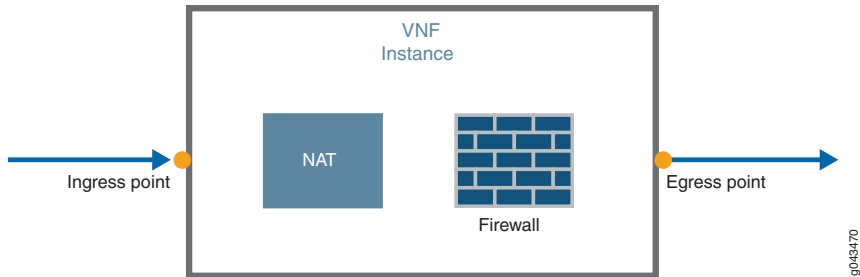 VNF
Instance
NAT
Ingress point
Egress point
Firewall
g043470